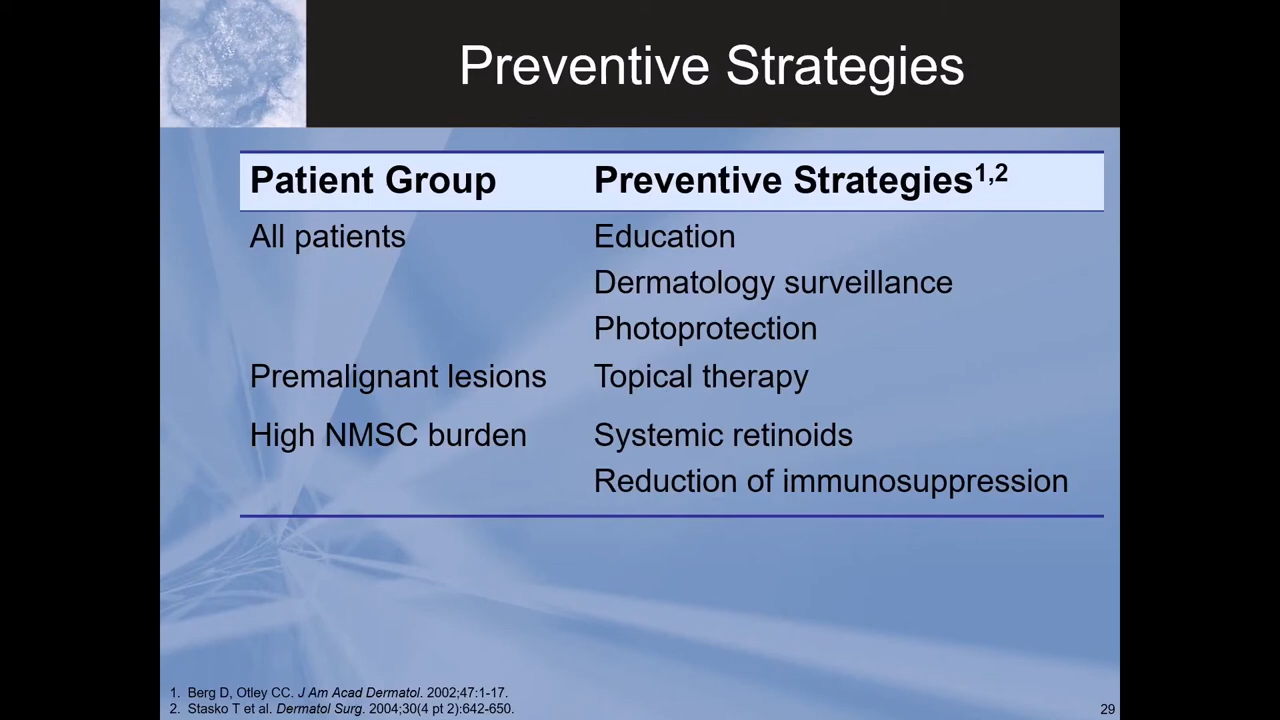 Preventive Strategies
Patient Group Preventive Strategies1,2
All patients Education
Dermatology surveillance
Photoprotection
Premalignant lesions Topical therapy
High NMSC burden Systemic retinoids
Reduction of immunosuppression
1. Berg D, Otley CC. J Am Acad Dermatol. 2002;47:1-17.
2. Stasko T et al. Dermatol Surg. 2004;30(4 pt 2):642-650.
29